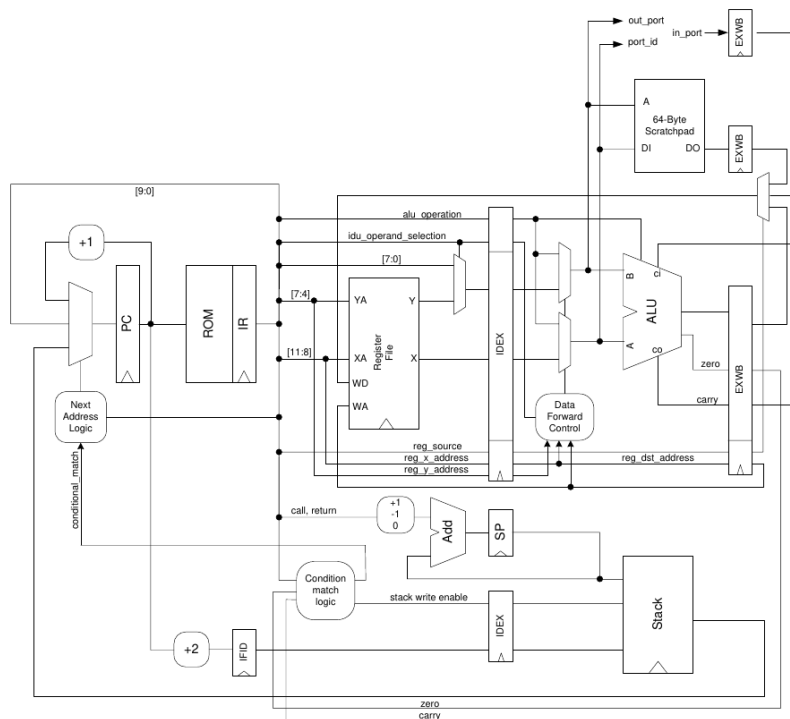 out_port
in_port
port_id
EXWB
A
64-Byte
Scratchpad
DI
DO
EXWB
[9:0]
alu_operation
idu_operand_selection
[7:0]
+1
PC
ROM
IR
[7:4]
YA
Y
[11:8]
XA
X
Register
File
WD
WA
IDEX
B
ci
ALU
A
co
zero
carry
EXWB
Next
Address
Logic
Data
Forward
Control
reg_source
reg_x_address
reg_dst_address
reg_y_address
conditional_match
call, return
+1
-1
0
Add
SP
Condition
match
logic
stack write enable
IDEX
Stack
+2
IFID
zero
carry